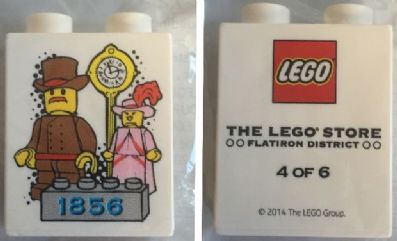 1856
LEGO
THE LEGO® STORE
FLATIRON DISTRICT
4 OF 6
© 2014 The LEGO Group.